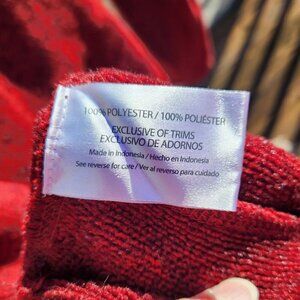 100% POLYESTER / 100% POLIÉSTER
EXCLUSIVE OF TRIMS
EXCLUSIVO DE ADORNOS
Made in Indonesia / Hecho en Indonesia
See reverse for care / Ver al reverso para cuidado